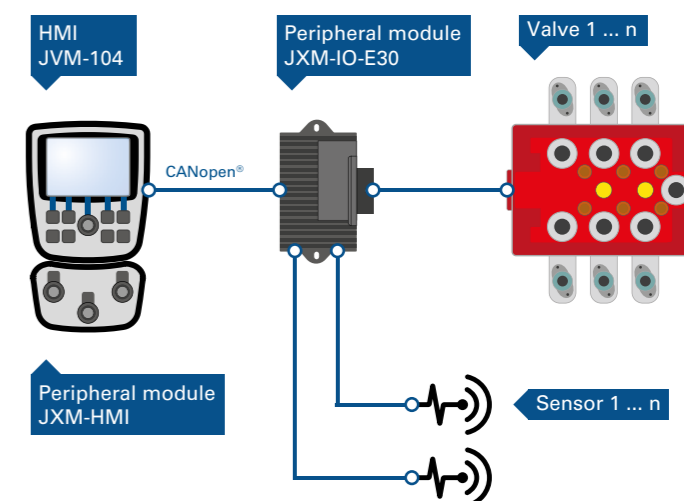 HMI
JVM-104
Peripheral module
JXM-IO-E30
Valve 1 ... n
CANopen®
Peripheral module
JXM-HMI
Sensor 1 ... n